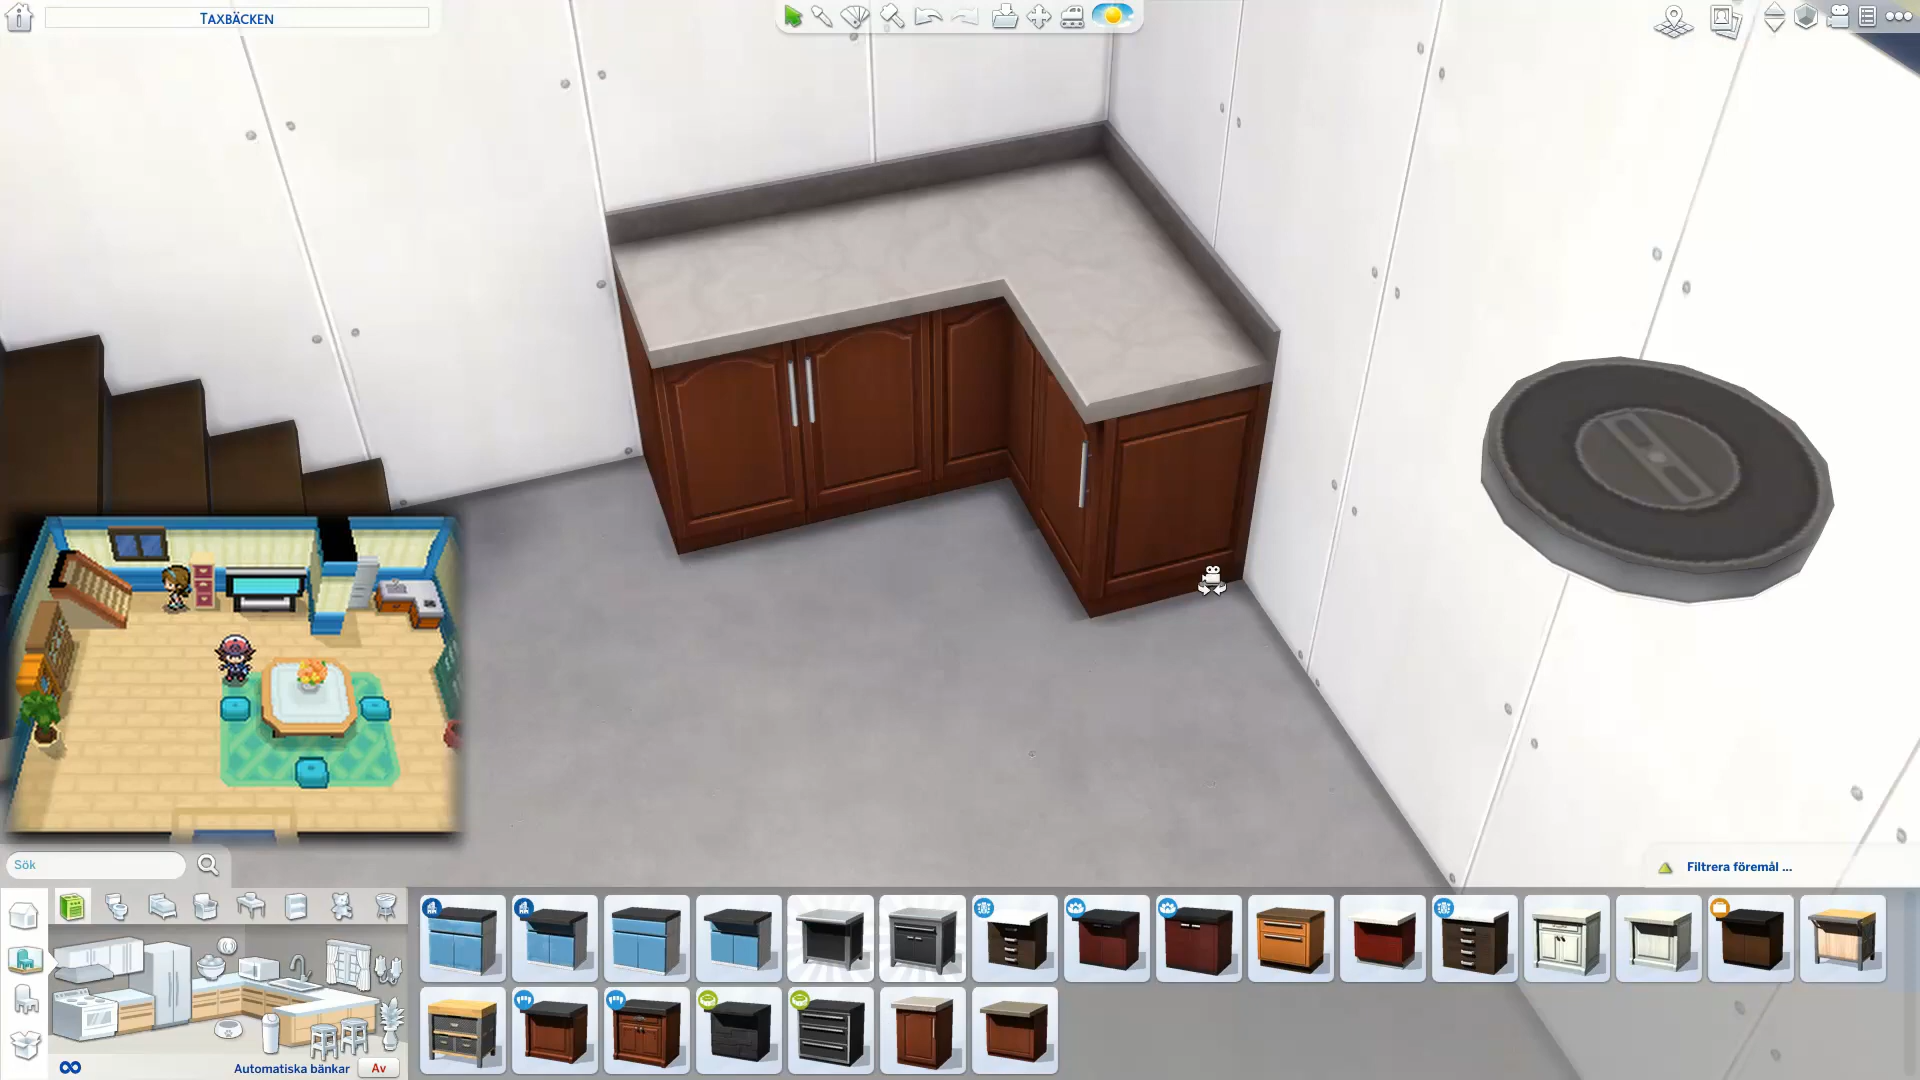 TAXBÄCKEN
Sök
Filtrera föremål ...
Automatiska bänkar
Av